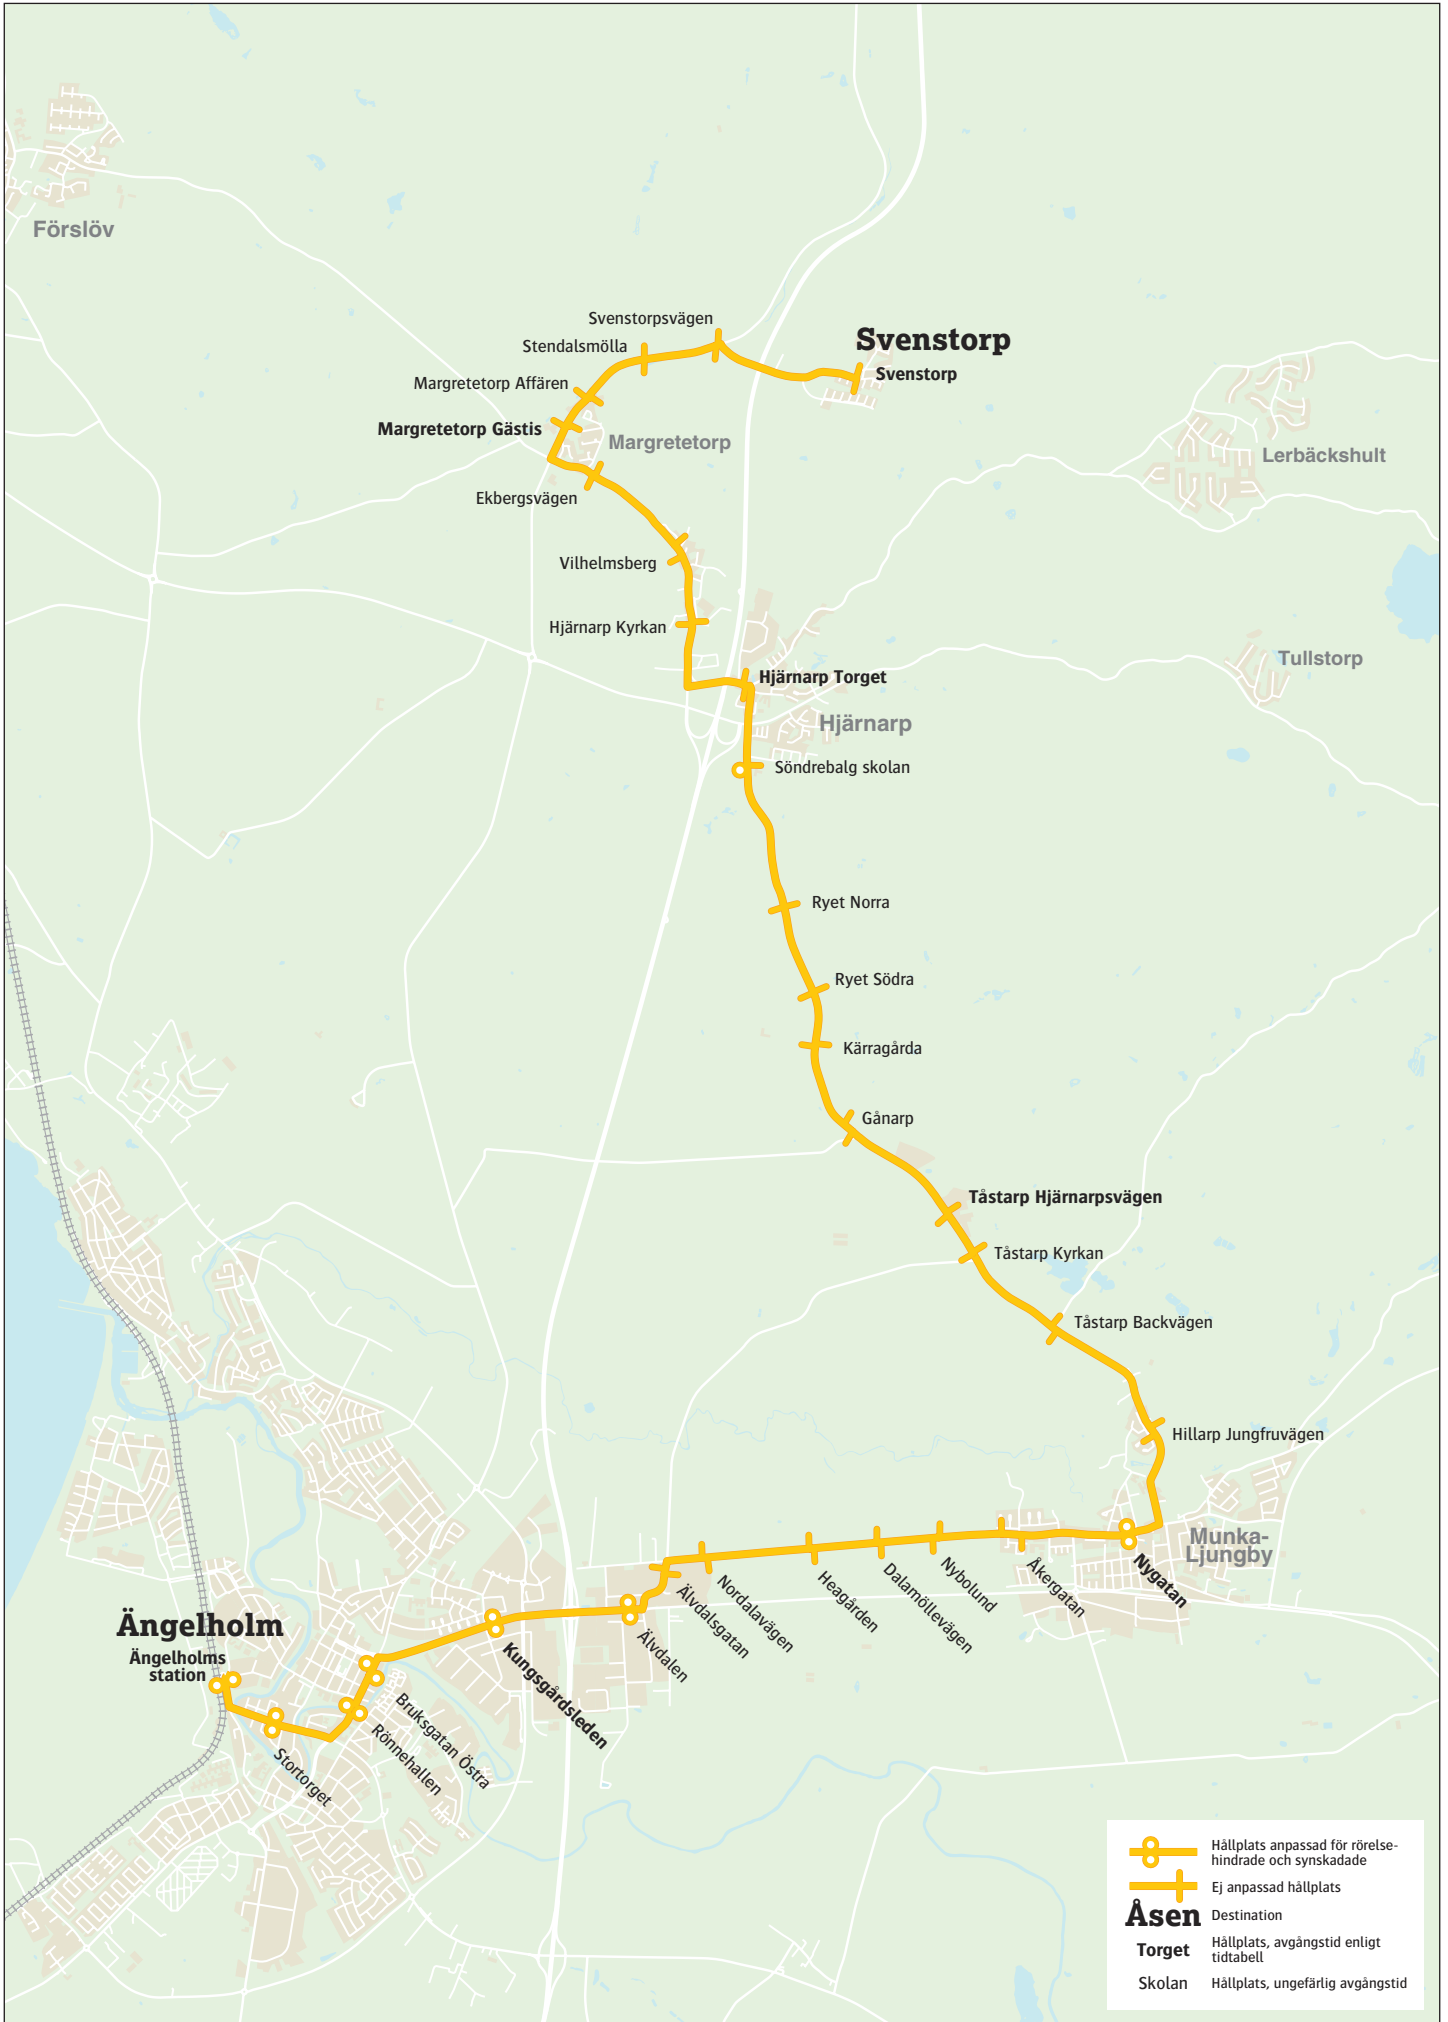 Förslöv
Svenstorpsvägen
Stendalsmölla
Svenstorp
Svenstorp
Margretetorp Affären
Margretetorp Gästis
Margretetorp
Lerbäckshult
Ekbergsvägen
Vilhelmsberg
Hjärnarp Kyrkan
Tullstorp
Hjärnarp Torget
Hjärnarp
Söndrebalg skolan
Ryet Norra
Ryet Södra
Kärragårda
Gånarp
Tåstarp Hjärnarpsvägen
Tåstarp Kyrkan
Tåstarp Backvägen
Hillarp Jungfruvägen
Munka-
Ljungby
Nygatan
Åkergatan
Nybolund
Dalamöllevägen
Heagården
Nordalavägen
Älvdalsgatan
Älvdalen
Kungsgårdsleden
Ängelholm
Ängelholms
station
Bruksgatan Östra
Rönnehallen
Stortorget
Hållplats anpassad för rörelse-
hindrade och synskadade
Ej anpassad hållplats
Åsen Destination
Torget Hållplats, avgångstid enligt
tidtabell
Skolan Hållplats, ungefärlig avgångstid